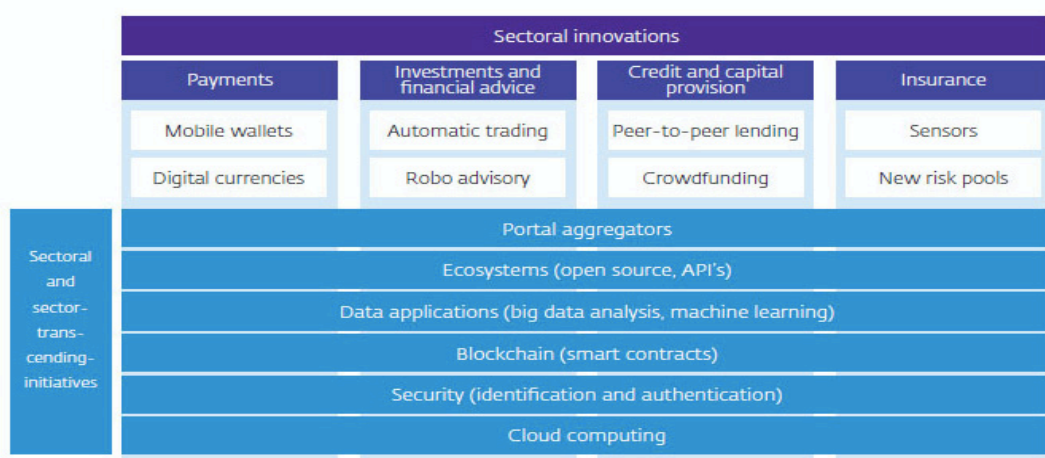 Sectoral innovations
Payments
Investments and
financial advice
Credit and capital
provision
Insurance
Mobile wallets
Automatic trading
Peer-to-peer lending
Sensors
Digital currencies
Robo advisory
Crowdfunding
New risk pools
Sectoral
and
sector-
trans-
cending-
initiatives
Portal aggregators
Ecosystems (open source, API's)
Data applications (big data analysis, machine learning)
Blockchain (smart contracts)
Security (identification and authentication)
Cloud computing